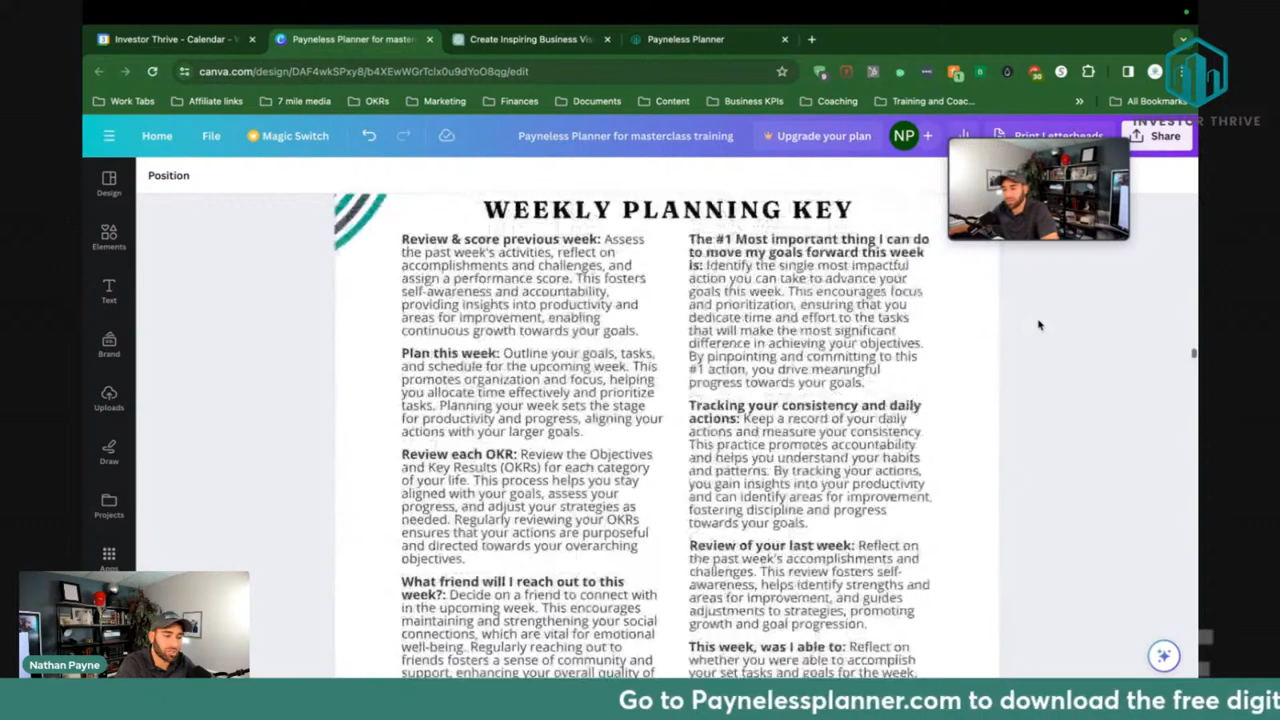 Investor Thrive - Calendar -
Payneless Planner for master
Create Inspiring Business Vis
Payneless Planner
canva.com/design/DAF4wkSPxy8/b4XEwWGrTcIx0u9dYoO8qg/edit
Work Tabs
Affiliate links
7 mile media
OKRs
Marketing
Finances
Documents
Content
Business KPIs
Coaching
Training and Coac...
All Bookmarks
INVESTOR THRIVE
Home
File
Magic Switch
Payneless Planner for masterclass training
Upgrade your plan
NP
Print Letterheads
Share
Position
Design
Elements
Text
Brand
Uploads
Draw
Projects
Apps
WEEKLY PLANNING KEY
Review & score previous week: Assess
the past week's activities, reflect on
accomplishments and challenges, and
assign a performance score. This fosters
self-awareness and accountability,
providing insights into productivity and
areas for improvement, enabling
continuous growth towards your goals.
Plan this week: Outline your goals, tasks,
and schedule for the upcoming week. This
promotes organization and focus, helping
you allocate time effectively and prioritize
tasks. Planning your week sets the stage
for productivity and progress, aligning your
actions with your larger goals.
Review each OKR: Review the Objectives
and Key Results (OKRs) for each category
of your life. This process helps you stay
aligned with your goals, assess your
progress, and adjust your strategies as
needed. Regularly reviewing your OKRs
ensures that your actions are purposeful
and directed towards your overarching
objectives.
What friend will I reach out to this
week?: Decide on a friend to connect with
in the upcoming week. This encourages
maintaining and strengthening your social
connections, which are vital for emotional
well-being. Regularly reaching out to
friends fosters a sense of community and
support, enhancing your overall quality of
The #1 Most important thing I can do
to move my goals forward this week
is: Identify the single most impactful
action you can take to advance your
goals this week. This encourages focus
and prioritization, ensuring that you
dedicate time and effort to the tasks
that will make the most significant
difference in achieving your objectives.
By pinpointing and committing to this
#1 action, you drive meaningful
progress towards your goals.
Tracking your consistency and daily
actions: Keep a record of your daily
actions and measure your consistency.
This practice promotes accountability
and helps you understand your habits
and patterns. By tracking your actions,
you gain insights into your productivity
and can identify areas for improvement,
fostering discipline and progress
towards your goals.
Review of your last week: Reflect on
the past week's accomplishments and
challenges. This review fosters self-
awareness, helps identify strengths and
areas for improvement, and guides
adjustments to strategies, promoting
growth and goal progression.
This week, was I able to: Reflect on
whether you were able to accomplish
your set tasks and goals for the week.
Nathan Payne
Go to Paynelessplanner.com to download the free digit